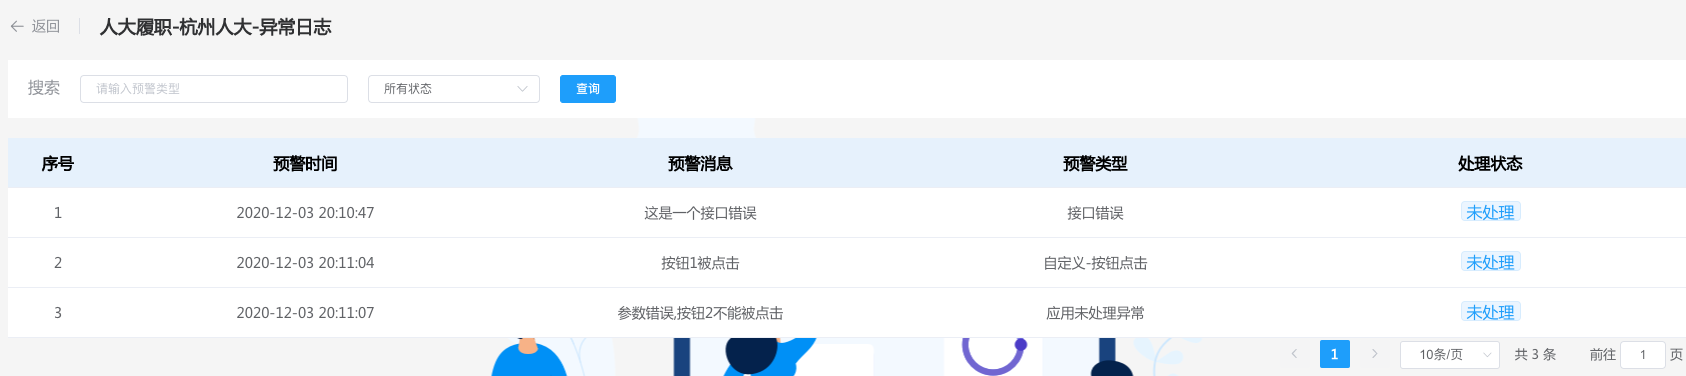 返回 人大履职-杭州人大-异常日志
搜索 请输入预警类型 所有状态 查询
序号 预警时间 预警消息 预警类型 处理状态
1 2020-12-03 20:10:47 这是一个接口错误 接口错误 未处理
2 2020-12-03 20:11:04 按钮1被点击 自定义-按钮点击 未处理
3 2020-12-03 20:11:07 参数错误,按钮2不能被点击 应用未处理异常 未处理
1 10条/页 共 3 条 前往 1 页